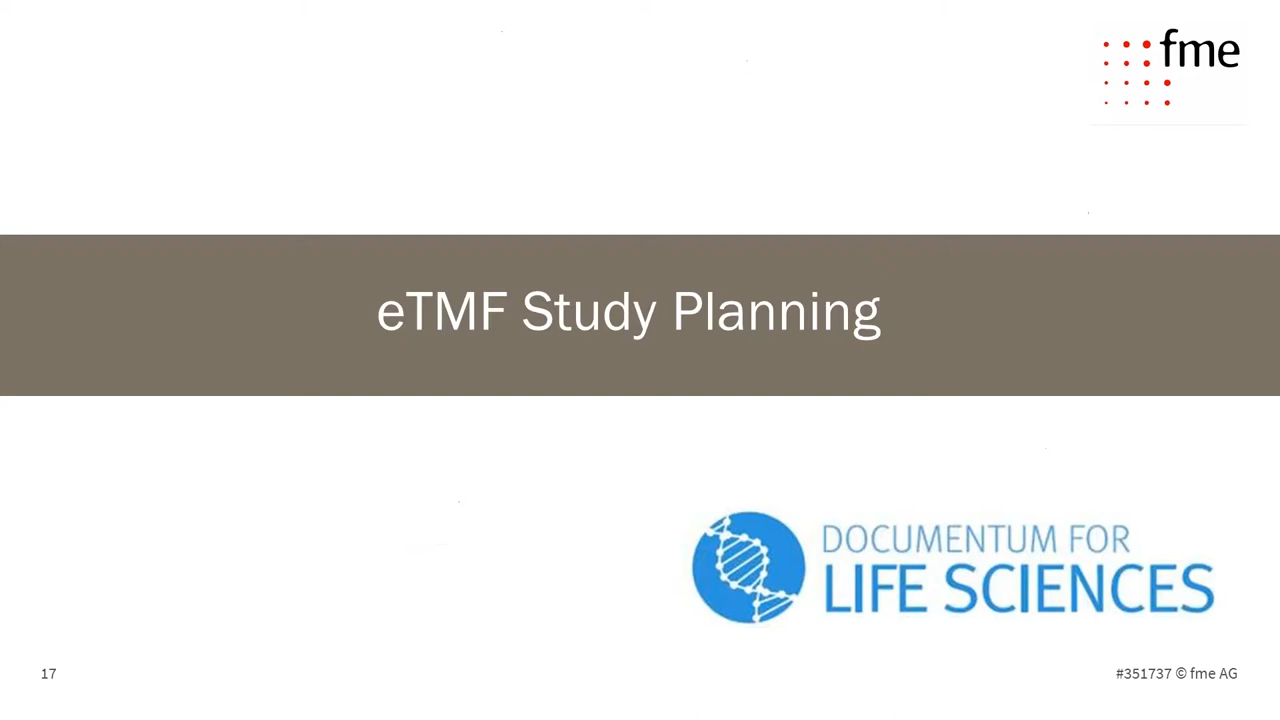 fme
eTMF Study Planning
DOCUMENTUM FOR
LIFE SCIENCES
17
#351737 © fme AG